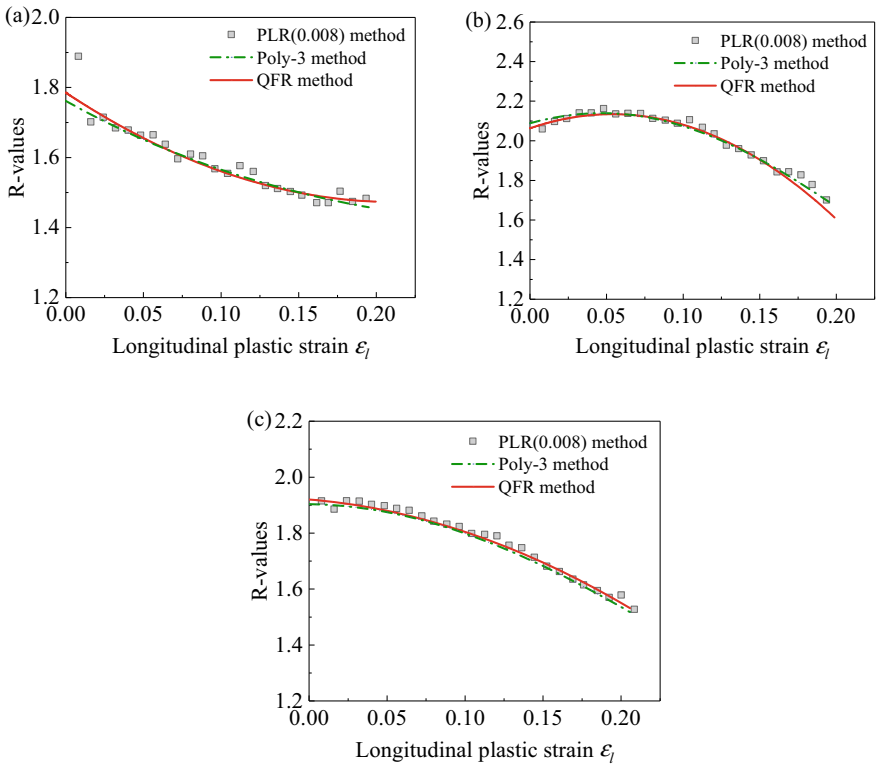 (a)
2.0
1.8
1.6
1.4
1.2
R-values
PLR(0.008) method
Poly-3 method
QFR method
0.00 0.05 0.10 0.15 0.20
Longitudinal plastic strain εl
(b)
2.6
2.4
2.2
2.0
1.8
1.6
1.4
1.2
R-values
PLR(0.008) method
Poly-3 method
QFR method
0.00 0.05 0.10 0.15 0.20
Longitudinal plastic strain εl
(c)
2.2
2.0
1.8
1.6
1.4
1.2
R-values
PLR(0.008) method
Poly-3 method
QFR method
0.00 0.05 0.10 0.15 0.20
Longitudinal plastic strain εl